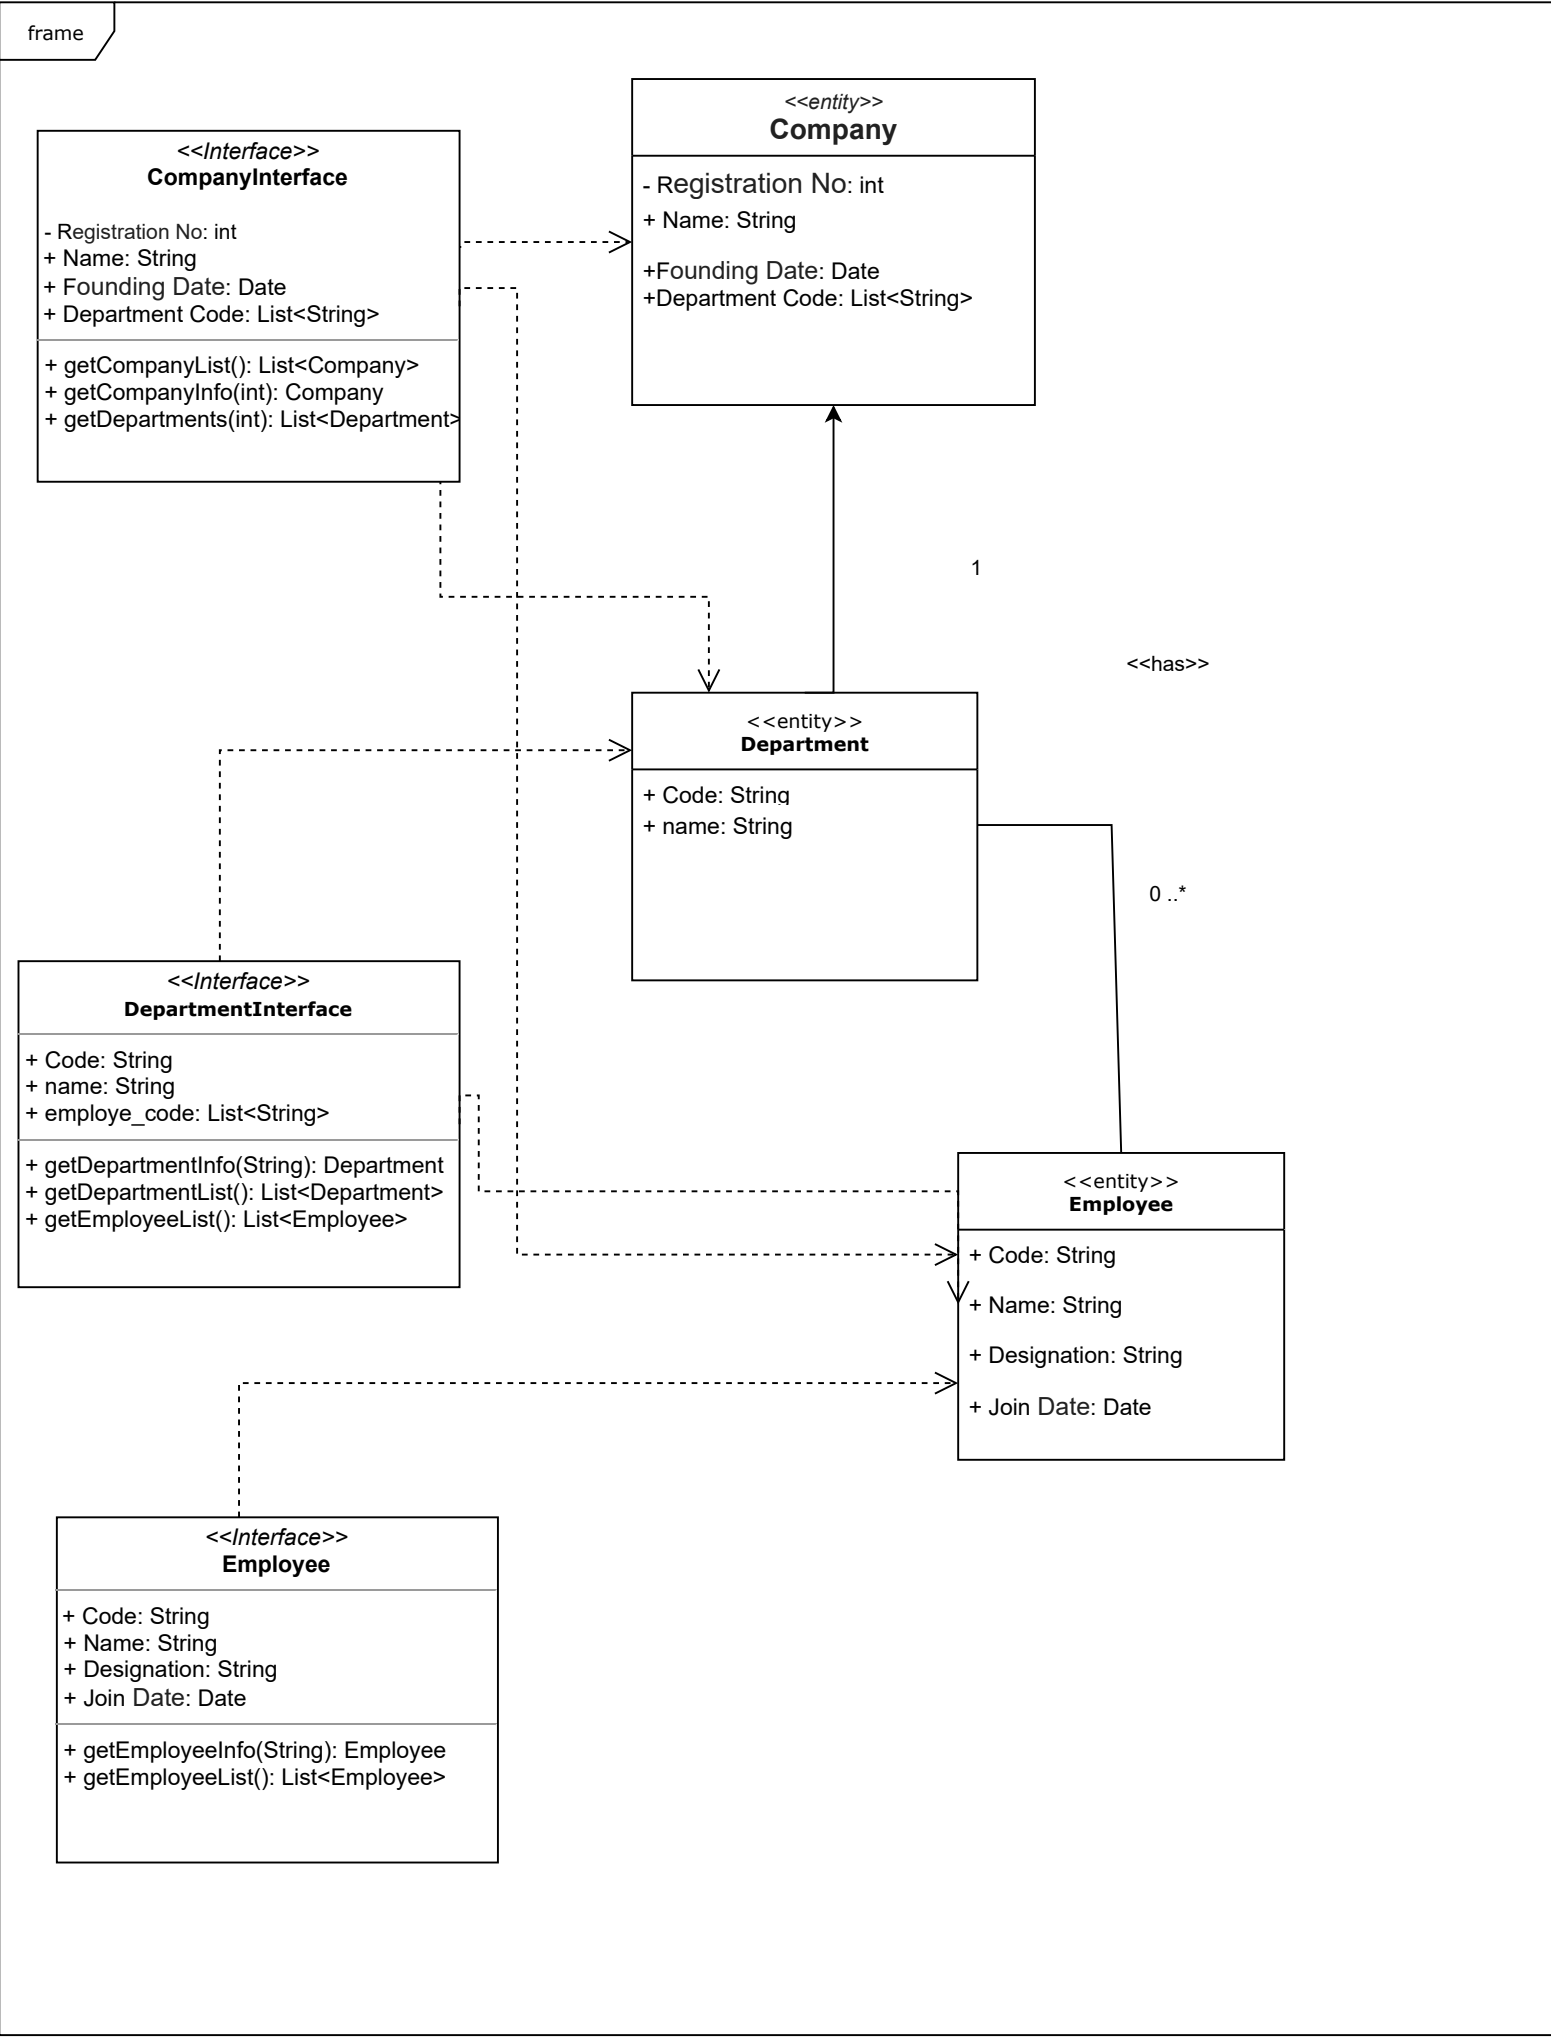 frame
<<entity>>
Company
- Registration No: int
+ Name: String
+Founding Date: Date
+Department Code: List<String>
<<Interface>>
CompanyInterface
- Registration No: int
+ Name: String
+ Founding Date: Date
+ Department Code: List<String>
+ getCompanyList(): List<Company>
+ getCompanyInfo(int): Company
+ getDepartments(int): List<Department>
1
<<has>>
<<entity>>
Department
+ Code: String
+ name: String
0 ..*
<<Interface>>
DepartmentInterface
+ Code: String
+ name: String
+ employe_code: List<String>
+ getDepartmentInfo(String): Department
+ getDepartmentList(): List<Department>
+ getEmployeeList(): List<Employee>
<<entity>>
Employee
+ Code: String
+ Name: String
+ Designation: String
+ Join Date: Date
<<Interface>>
Employee
+ Code: String
+ Name: String
+ Designation: String
+ Join Date: Date
+ getEmployeeInfo(String): Employee
+ getEmployeeList(): List<Employee>